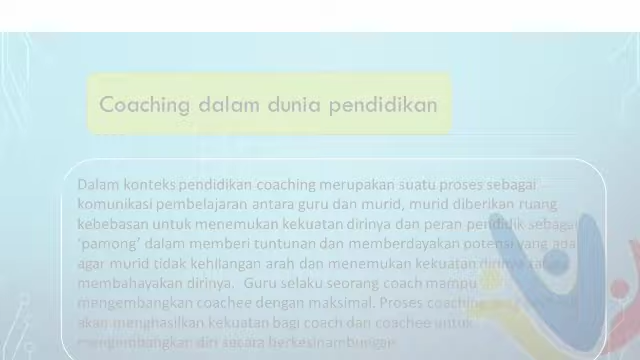 Coaching dalam dunia pendidikan
Dalam konteks pendidikan coaching merupakan suatu proses sebagai
komunikasi pembelajaran antara guru dan murid, murid diberikan ruang
kebebasan untuk menemukan kekuatan dirinya dan peran pendidik sebagai
'pamong' dalam memberi tuntunan dan memberdayakan potensi yang ada
agar murid tidak kehilangan arah dan menemukan kekuatan dirinya
membahayakan dirinya. Guru selaku seorang coach mampu
mengembangkan coachee dengan maksimal. Proses coaching
akan menghasilkan kekuatan bagi coach dan coachee untuk
mengembangkan diri secara berkesinambungan